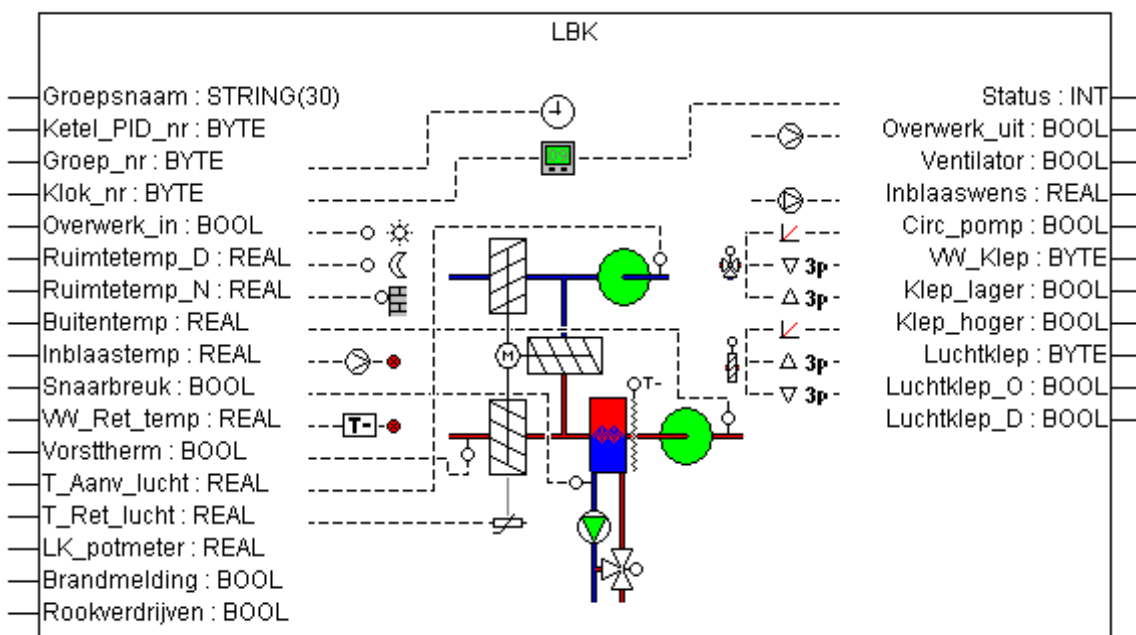 LBK
Groepsnaam : STRING(30)
Ketel_PID_nr : BYTE
Groep_nr : BYTE
Klok_nr : BYTE
Overwerk_in : BOOL
Ruimtetemp_D : REAL
Ruimtetemp_N : REAL
Buitentemp : REAL
Inblaastemp : REAL
Snaarbreuk : BOOL
VW_Ret_temp : REAL
Vorsttherm : BOOL
T_Aanv_lucht : REAL
T_Ret_lucht : REAL
LK_potmeter : REAL
Brandmelding : BOOL
Rookverdrijven : BOOL
T-
M
T-
3p
3p
3p
3p
Status : INT
Overwerk_uit : BOOL
Ventilator : BOOL
Inblaaswens : REAL
Circ_pomp : BOOL
VW_Klep : BYTE
Klep_lager : BOOL
Klep_hoger : BOOL
Luchtklep : BYTE
Luchtklep_O : BOOL
Luchtklep_D : BOOL